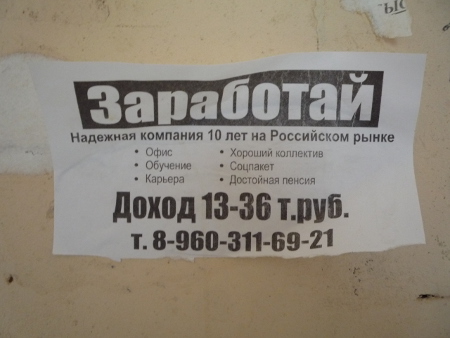 Заработай
Надежная компания 10 лет на Российском рынке
• Офис • Хороший коллектив
• Обучение • Соцпакет
• Карьера • Достойная пенсия
Доход 13-36 т.руб.
т. 8-960-311-69-21